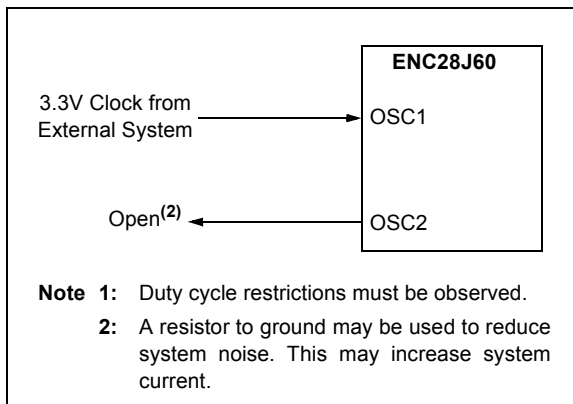 ENC28J60
3.3V Clock from
External System
OSC1
Open(2)
OSC2
Note 1: Duty cycle restrictions must be observed.
2: A resistor to ground may be used to reduce
system noise. This may increase system
current.